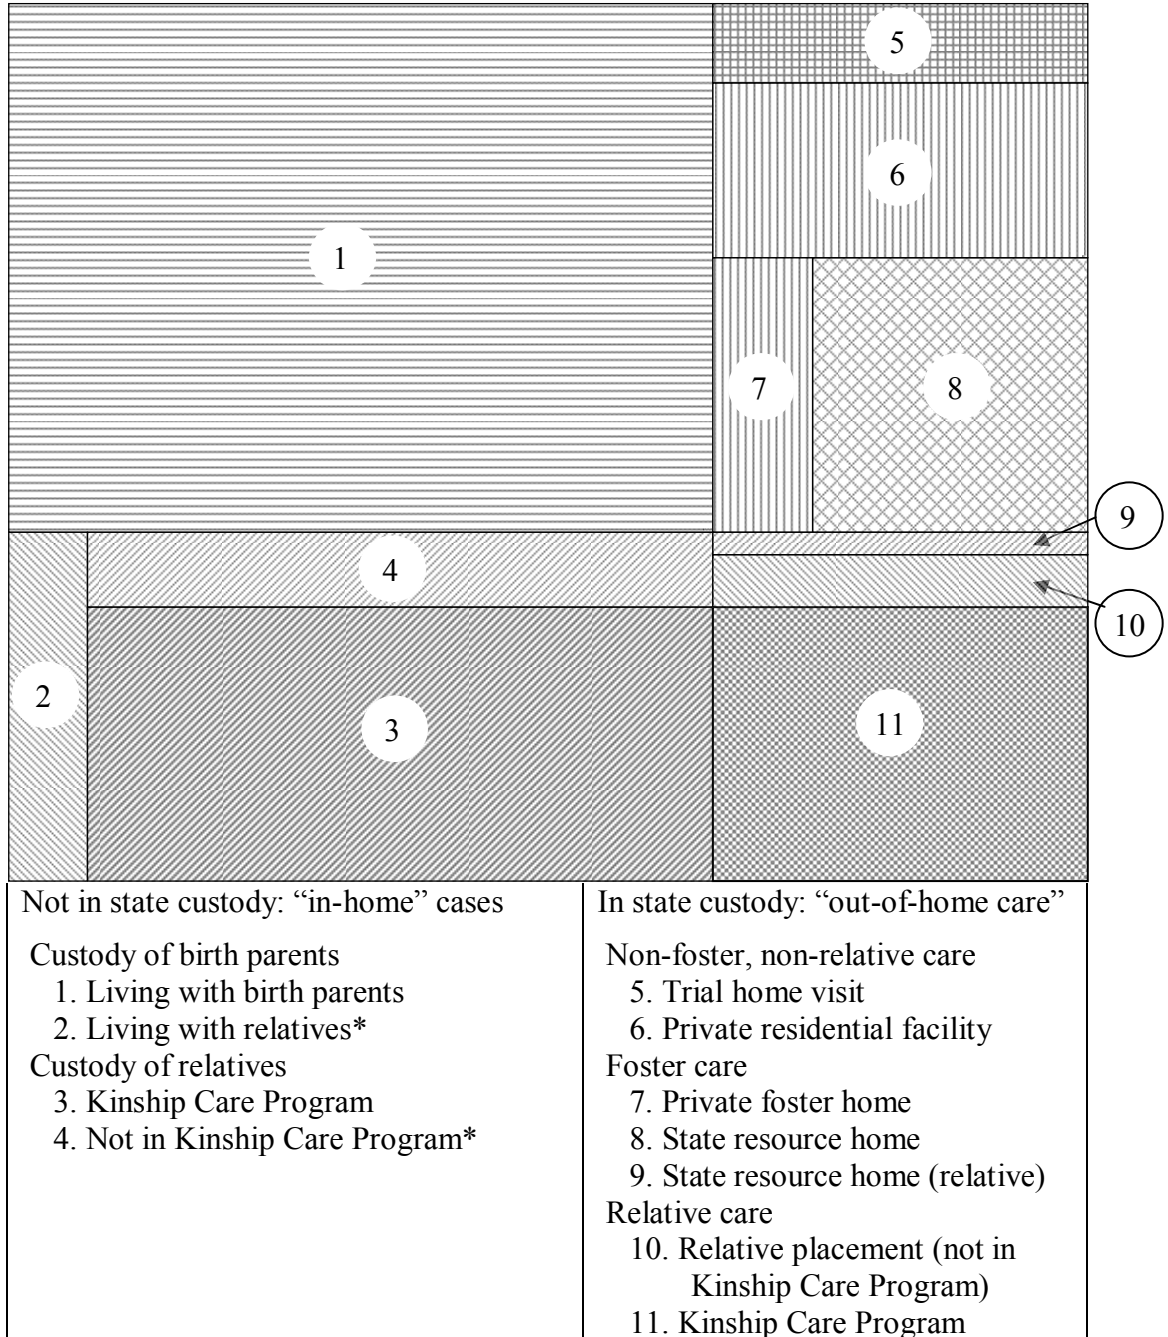 5
6
1
7
8
9
4
10
2
3
11
Not in state custody: “in-home” cases
Custody of birth parents
1. Living with birth parents
2. Living with relatives*
Custody of relatives
3. Kinship Care Program
4. Not in Kinship Care Program*
In state custody: “out-of-home care”
Non-foster, non-relative care
5. Trial home visit
6. Private residential facility
Foster care
7. Private foster home
8. State resource home
9. State resource home (relative)
Relative care
10. Relative placement (not in
Kinship Care Program)
11. Kinship Care Program